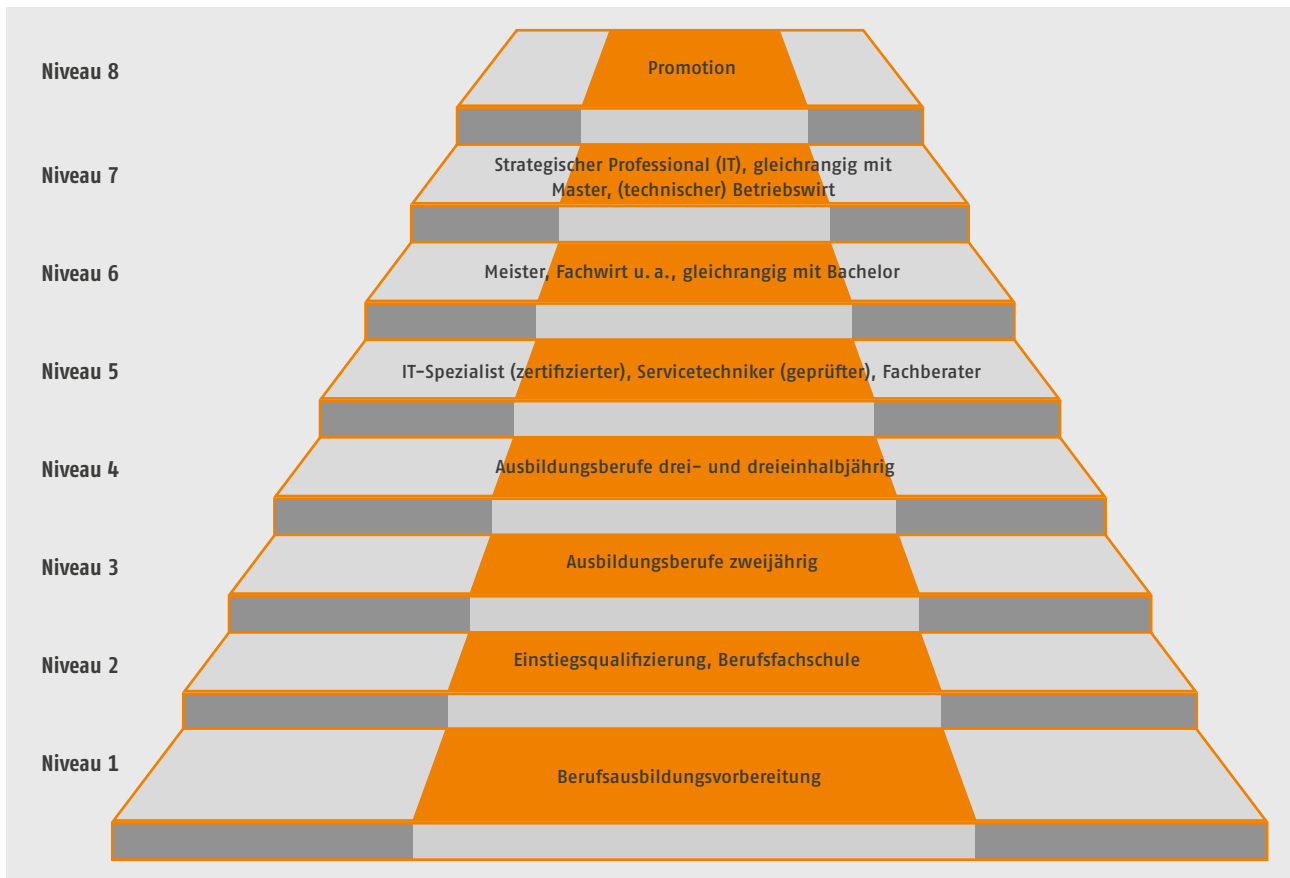 Niveau 8
Promotion
Niveau 7
Strategischer Professional (IT), gleichrangig mit
Master, (technischer) Betriebswirt
Niveau 6
Meister, Fachwirt u. a., gleichrangig mit Bachelor
Niveau 5
IT-Spezialist (zertifizierter), Servicetechniker (geprüfter), Fachberater
Niveau 4
Ausbildungsberufe drei- und dreieinhalbjährig
Niveau 3
Ausbildungsberufe zweijährig
Niveau 2
Einstiegsqualifizierung, Berufsfachschule
Niveau 1
Berufsausbildungsvorbereitung